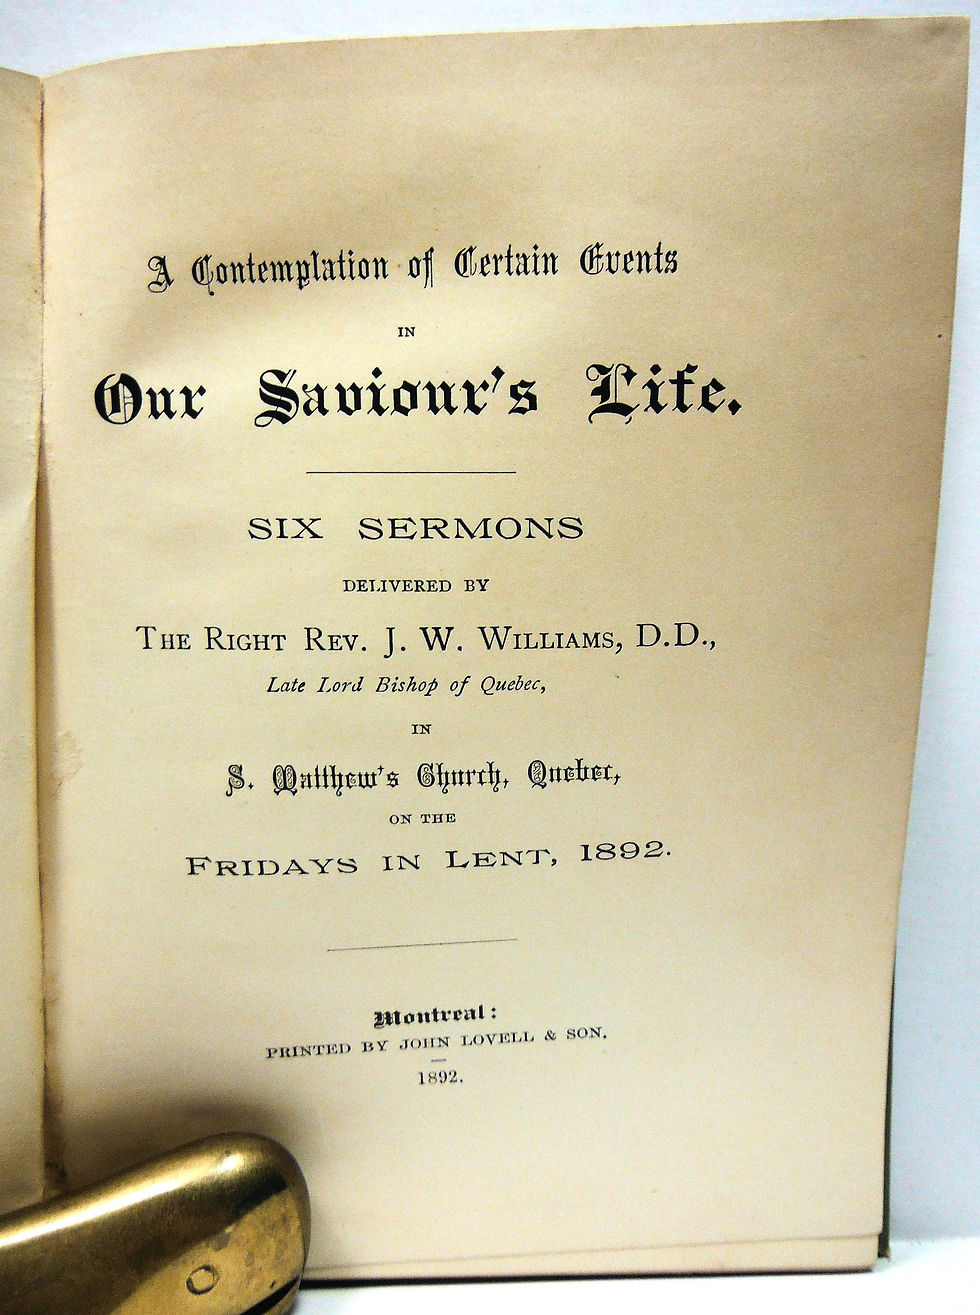 A Contemplation of Certain Events
IN
Our Saviour's Life.
SIX SERMONS
DELIVERED BY
THE RIGHT REV. J. W. WILLIAMS, D.D.,
Late Lord Bishop of Quebec,
IN
S. Matthew's Church, Quebec,
ON THE
FRIDAYS IN LENT, 1892.
Montreal:
PRINTED BY JOHN LOVELL & SON.
1892.